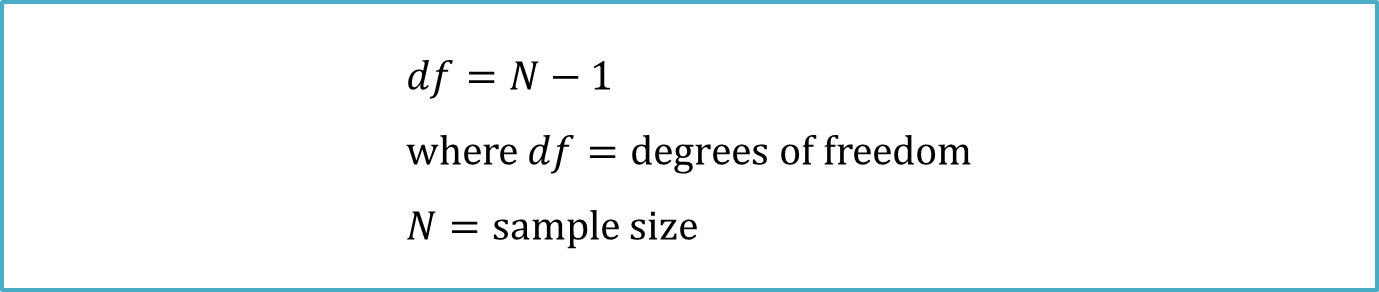 df = N − 1
where df = degrees of freedom
N = sample size